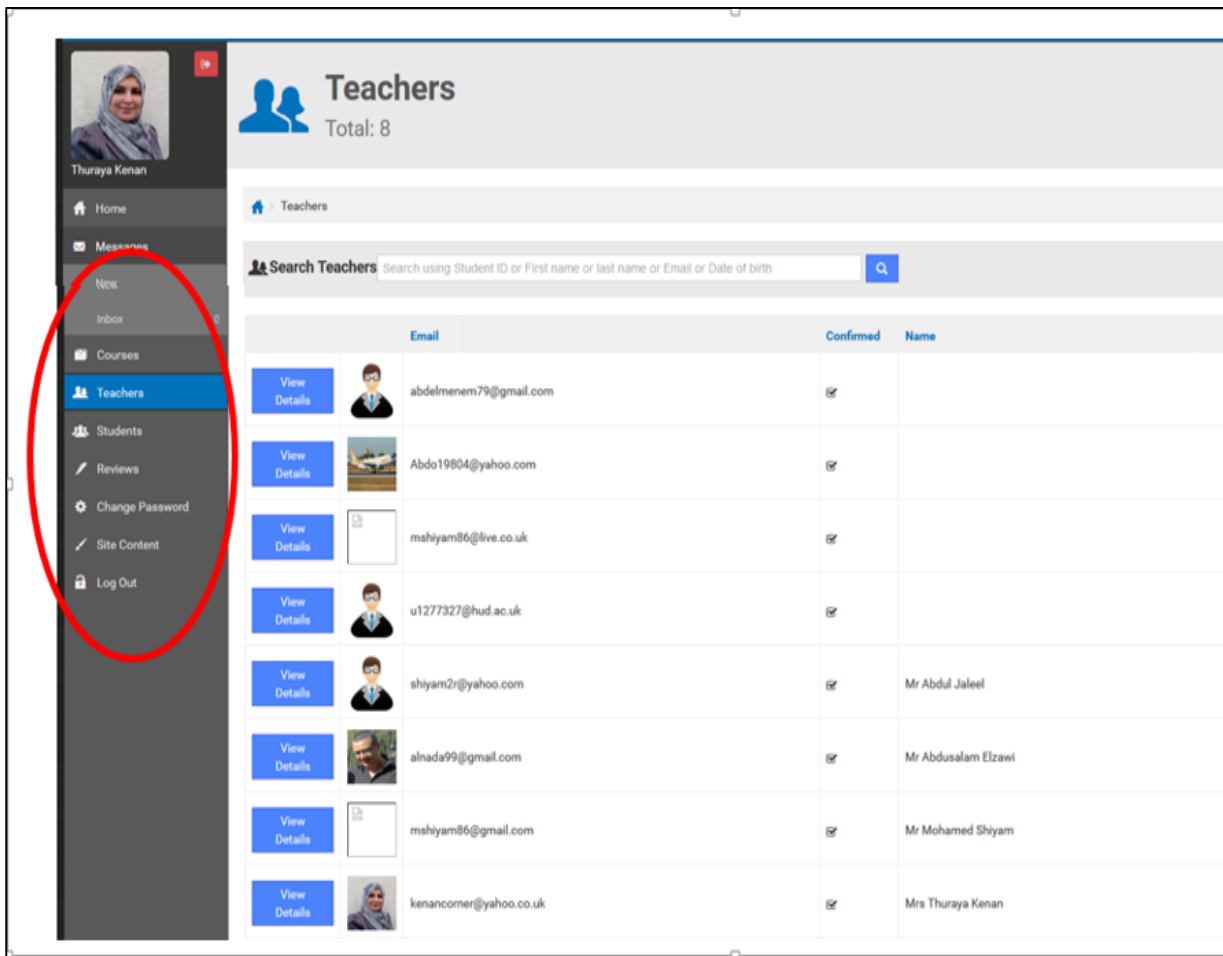 Thuraya Kenan
Home
Messages
New
Inbox 0
Courses
Teachers
Students
Reviews
Change Password
Site Content
Log Out
Teachers
Total: 8
Teachers
Search Teachers Search using Student ID or First name or last name or Email or Date of birth
Email Confirmed Name
View Details abdelmenem79@gmail.com
View Details Abdo19804@yahoo.com
View Details mshiyam86@live.co.uk
View Details u1277327@hud.ac.uk
View Details shiyam2r@yahoo.com Mr Abdul Jaleel
View Details alnada99@gmail.com Mr Abdusalam Elzawi
View Details mshiyam86@gmail.com Mr Mohamed Shiyam
View Details kenancorner@yahoo.co.uk Mrs Thuraya Kenan